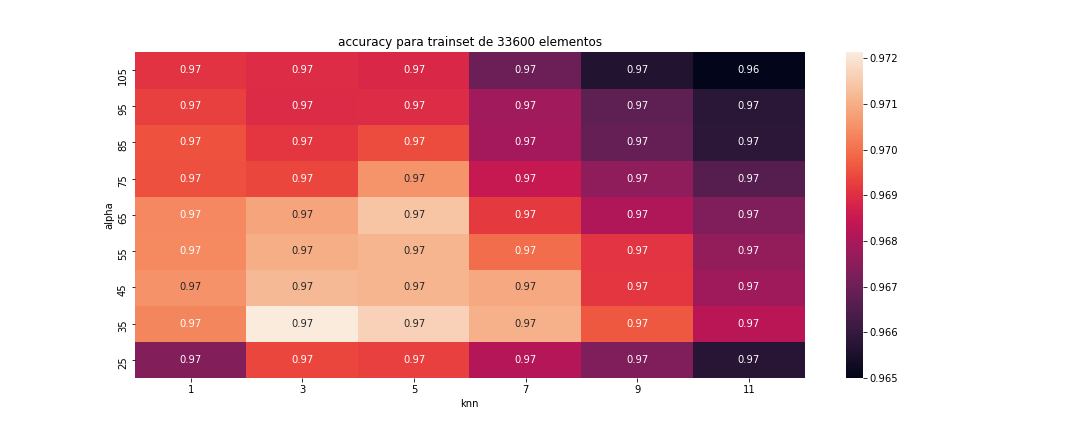 accuracy para trainset de 33600 elementos
alpha
105 0.97 0.97 0.97 0.97 0.97 0.96
95 0.97 0.97 0.97 0.97 0.97 0.97
85 0.97 0.97 0.97 0.97 0.97 0.97
75 0.97 0.97 0.97 0.97 0.97 0.97
65 0.97 0.97 0.97 0.97 0.97 0.97
55 0.97 0.97 0.97 0.97 0.97 0.97
45 0.97 0.97 0.97 0.97 0.97 0.97
35 0.97 0.97 0.97 0.97 0.97 0.97
25 0.97 0.97 0.97 0.97 0.97 0.97
1 3 5 7 9 11
knn
0.972
0.971
0.970
0.969
0.968
0.967
0.966
0.965